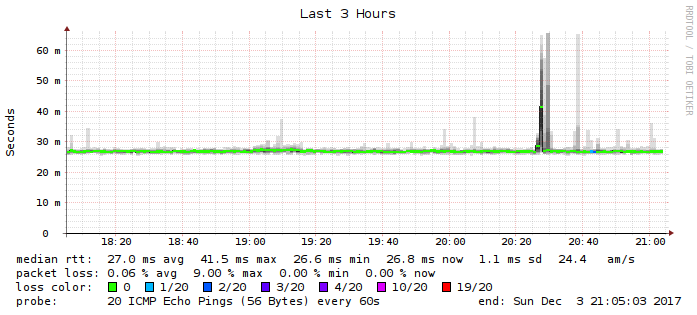 Last 3 Hours
RRDTOOL / TOBI OETIKER
Seconds
60 m
50 m
40 m
30 m
20 m
10 m
0
18:20 18:40 19:00 19:20 19:40 20:00 20:20 20:40 21:00
median rtt: 27.0 ms avg 41.5 ms max 26.6 ms min 26.8 ms now 1.1 ms sd 24.4 am/s
packet loss: 0.06 % avg 9.00 % max 0.00 % min 0.00 % now
loss color: 0 1/20 2/20 3/20 4/20 10/20 19/20
probe: 20 ICMP Echo Pings (56 Bytes) every 60s end: Sun Dec 3 21:05:03 2017